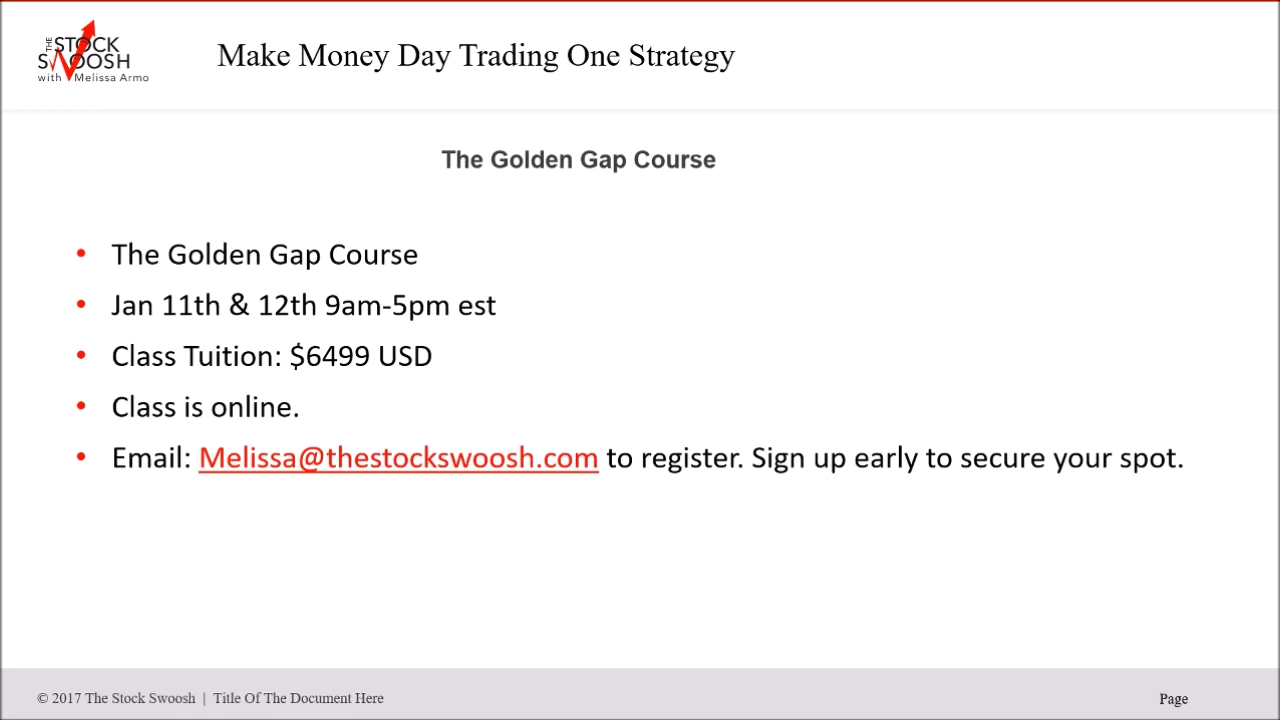 THE
STOCK
SWOOSH
with Melissa Armo
Make Money Day Trading One Strategy
The Golden Gap Course
• The Golden Gap Course
• Jan 11th & 12th 9am-5pm est
• Class Tuition: $6499 USD
• Class is online.
• Email: Melissa@thestockswoosh.com to register. Sign up early to secure your spot.
© 2017 The Stock Swoosh | Title Of The Document Here
Page